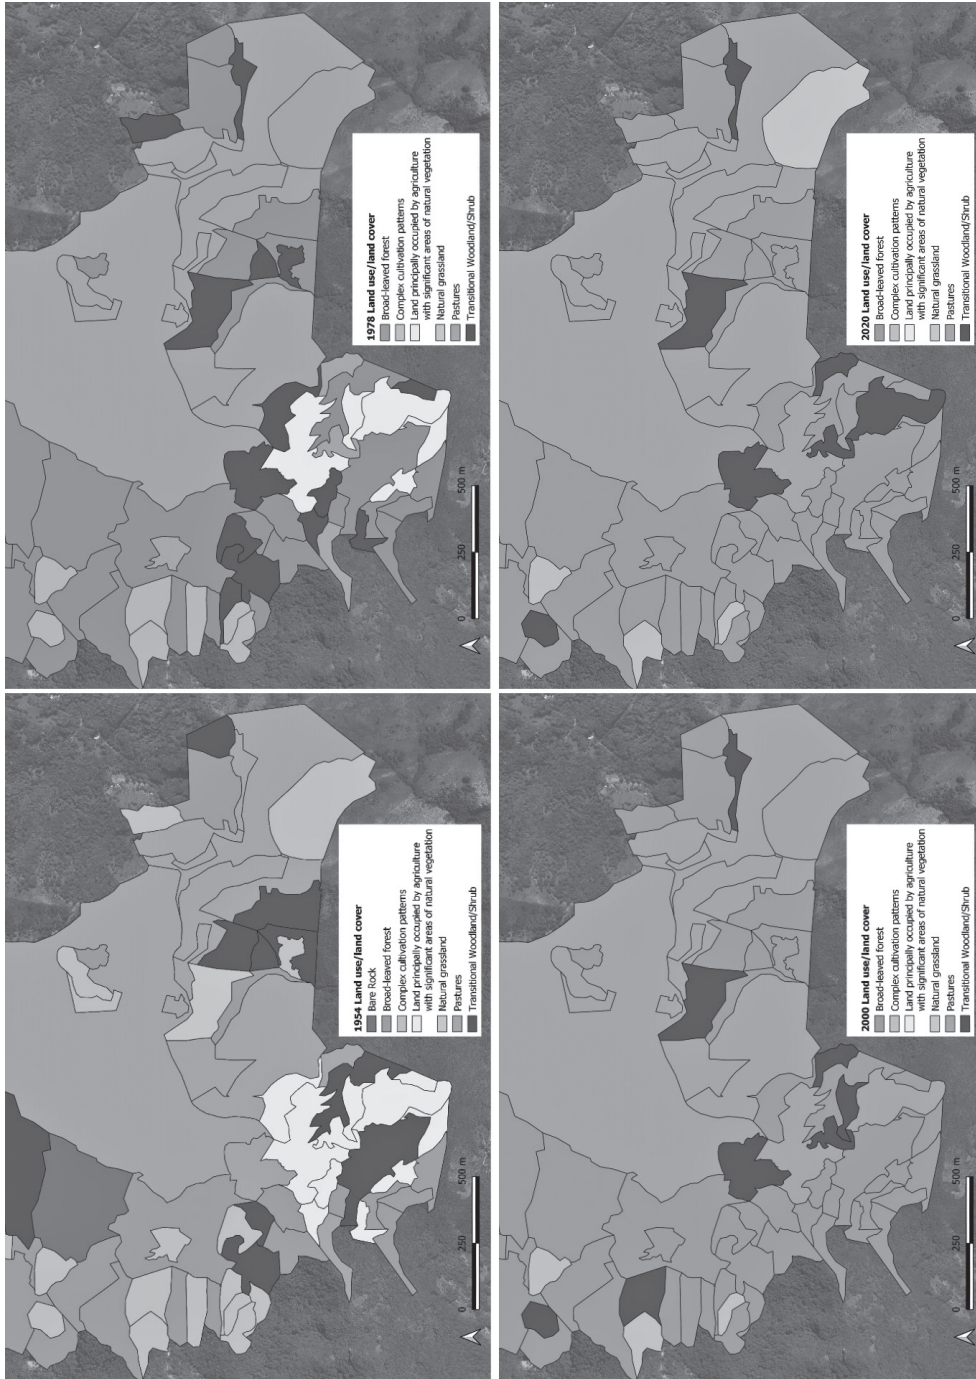 1954 Land use/land cover
Bare Rock
Broad-leaved forest
Complex cultivation patterns
Land principally occupied by agriculture
with significant areas of natural vegetation
Natural grassland
Pastures
Transitional Woodland/Shrub
0 250 500 m
1978 Land use/land cover
Broad-leaved forest
Complex cultivation patterns
Land principally occupied by agriculture
with significant areas of natural vegetation
Natural grassland
Pastures
Transitional Woodland/Shrub
0 250 500 m
2000 Land use/land cover
Broad-leaved forest
Complex cultivation patterns
Land principally occupied by agriculture
with significant areas of natural vegetation
Natural grassland
Pastures
Transitional Woodland/Shrub
0 250 500 m
2020 Land use/land cover
Broad-leaved forest
Complex cultivation patterns
Land principally occupied by agriculture
with significant areas of natural vegetation
Natural grassland
Pastures
Transitional Woodland/Shrub
0 250 500 m